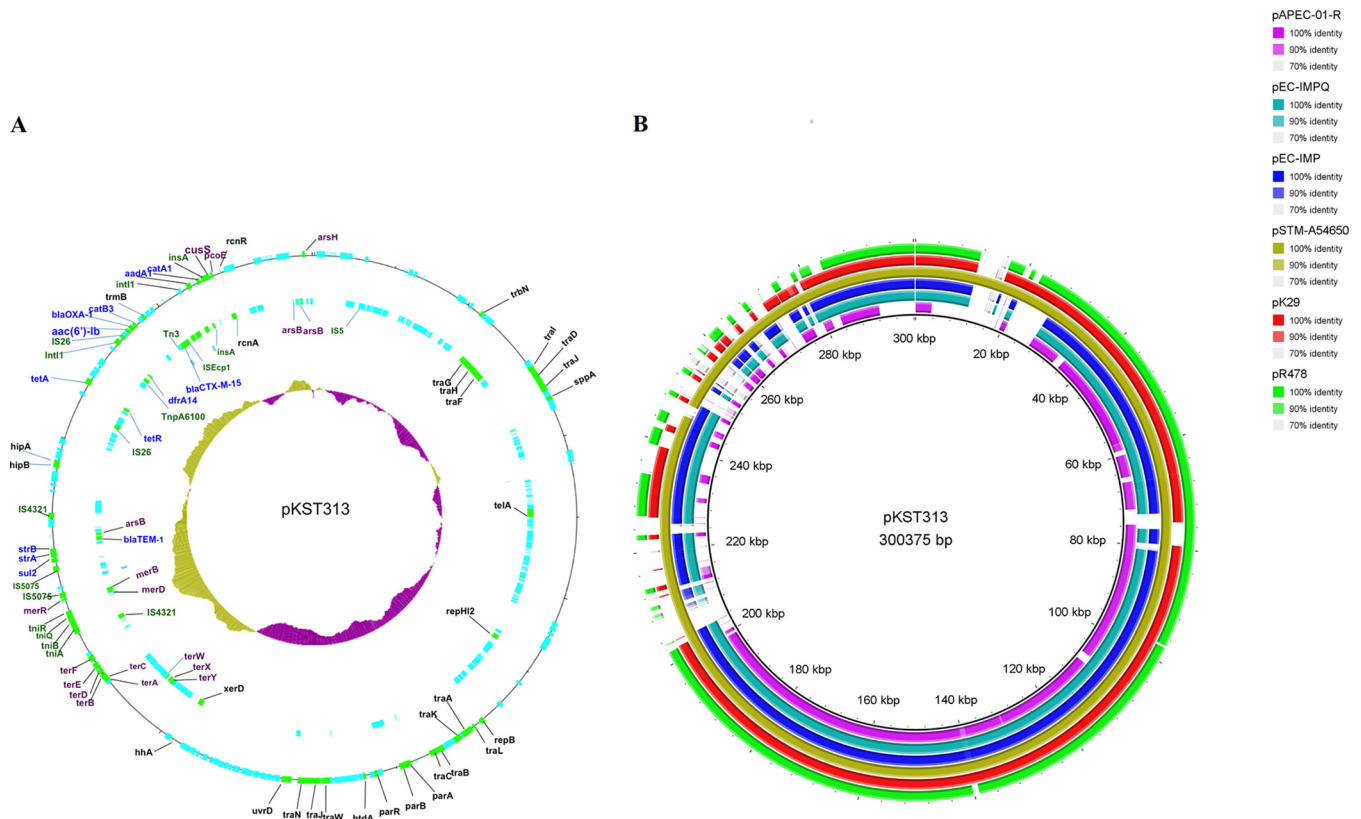 A
arsH
rcnR
cusS
pcoE
insA
catA1
aadA1
intI1
trmB
catB3
blaOXA-1
aac(6')-Ib
IS26
IntI1
tetA
hipA
hipB
IS4321
strB
strA
sul2
IS5075
IS5075
merR
tniR
tniQ
tniB
tniA
terF
terE
terD
terB
terC
terA
hhA
uvrD
traN
traJ
traW
htdA
parR
parB
parA
traC
traB
traL
repB
traK
traA
trbN
traI
traD
traJ
sppA
arsB
arsB
IS5
traG
traH
traF
telA
repHI2
xerD
terW
terX
terY
IS4321
merB
merD
arsB
blaTEM-1
IS26
tetR
TnpA6100
dfrA14
blaCTX-M-15
ISEcp1
Tn3
insA
rcnA
pKST313
B
300 kbp
20 kbp
40 kbp
60 kbp
80 kbp
100 kbp
120 kbp
140 kbp
160 kbp
180 kbp
200 kbp
220 kbp
240 kbp
260 kbp
280 kbp
pKST313
300375 bp
pAPEC-01-R
100% identity
90% identity
70% identity
pEC-IMPQ
100% identity
90% identity
70% identity
pEC-IMP
100% identity
90% identity
70% identity
pSTM-A54650
100% identity
90% identity
70% identity
pK29
100% identity
90% identity
70% identity
pR478
100% identity
90% identity
70% identity